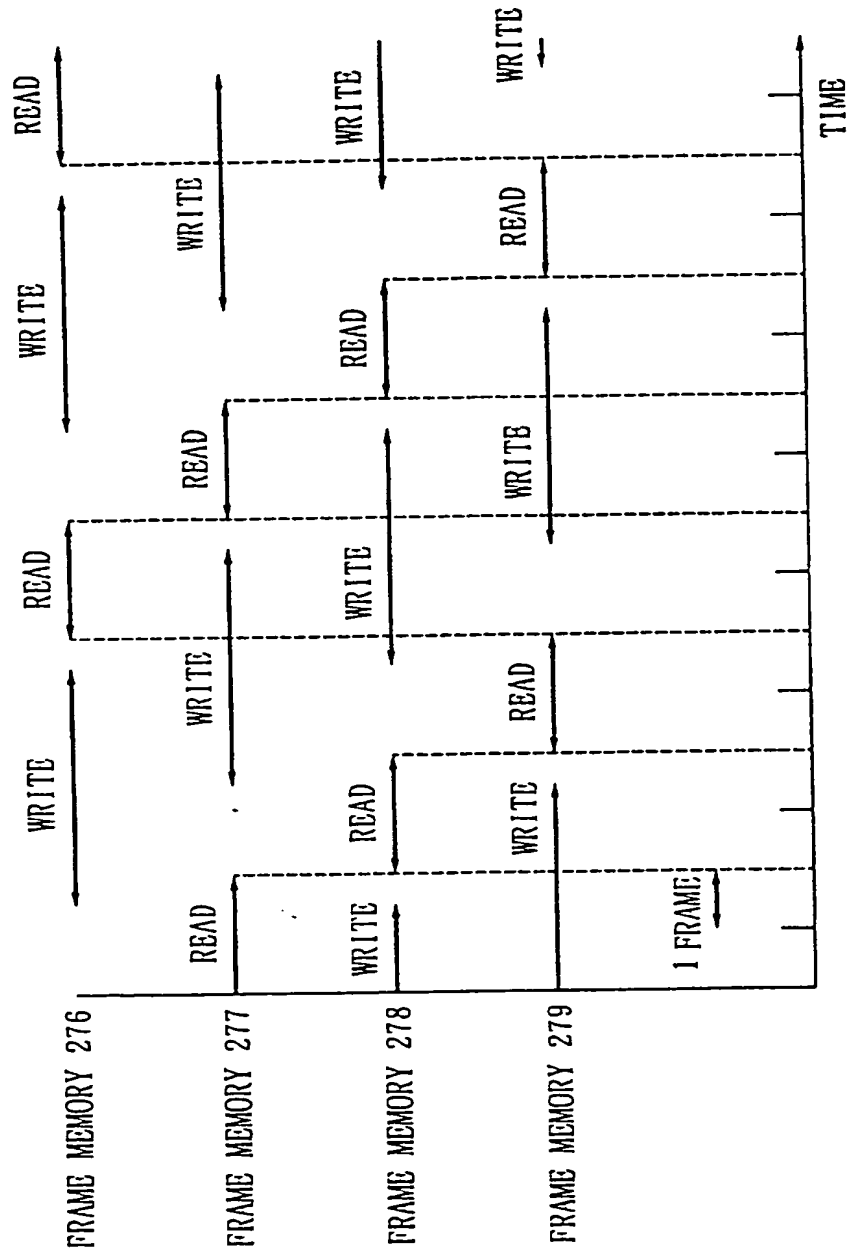 FRAME MEMORY 276 WRITE READ WRITE READ
FRAME MEMORY 277 READ WRITE READ WRITE
FRAME MEMORY 278 WRITE READ WRITE READ WRITE
FRAME MEMORY 279 WRITE READ WRITE READ WRITE
1 FRAME
TIME